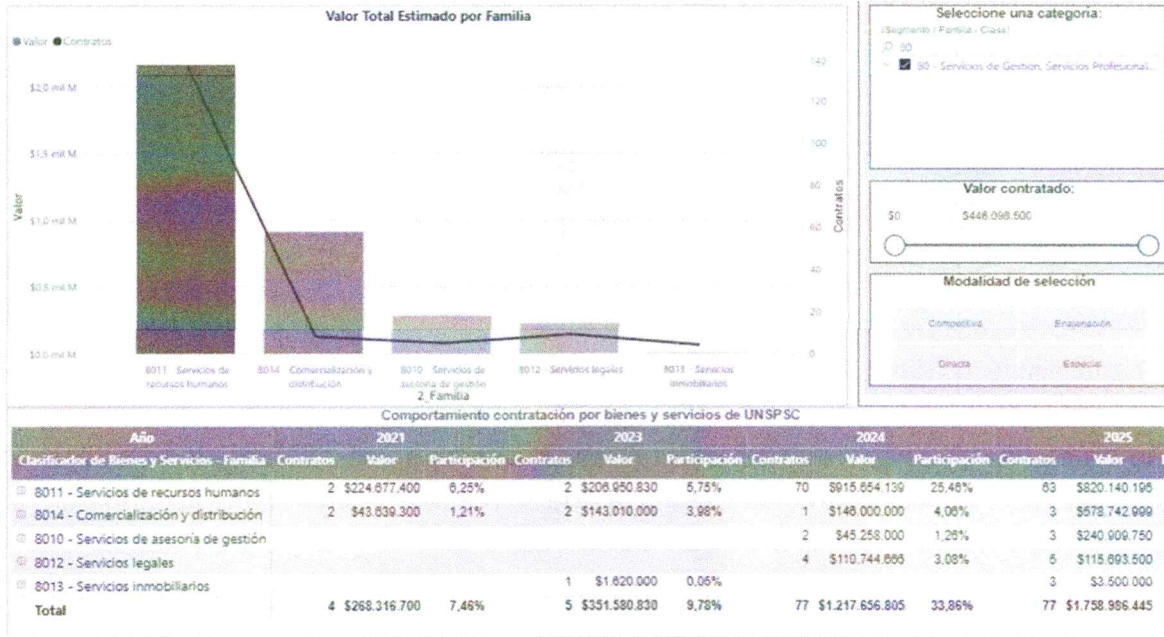 Valor Total Estimado por Familia
Valor Contratos
$2,0 mil M
$1,5 mil M
$1,0 mil M
$0,5 mil M
$0,0 mil M
Valor
140
120
100
80
60
40
20
0
Contratos
8011 - Servicios de recursos humanos
8014 - Comercialización y distribución
8010 - Servicios de asesoría de gestión
8012 - Servicios legales
8013 - Servicios inmobiliarios
2_Familia
Seleccione una categoría:
(Segmento / Familia - Clase)
80
80 - Servicios de Gestion, Servicios Profesional...
Valor contratado:
$0 $446.098.500
Modalidad de selección
Competitiva Enajenación
Directa Especial
Comportamiento contratación por bienes y servicios de UNSPSC
Año 2021 2023 2024 2025
Clasificador de Bienes y Servicios - Familia Contratos Valor Participación Contratos Valor Participación Contratos Valor Participación Contratos Valor
8011 - Servicios de recursos humanos 2 $224.677.400 6,25% 2 $206.950.830 5,75% 70 $915.654.139 25,46% 63 $820.140.196
8014 - Comercialización y distribución 2 $43.639.300 1,21% 2 $143.010.000 3,98% 1 $146.000.000 4,06% 3 $578.742.999
8010 - Servicios de asesoría de gestión 2 $45.258.000 1,26% 3 $240.909.750
8012 - Servicios legales 4 $110.744.666 3,08% 5 $115.693.500
8013 - Servicios inmobiliarios 1 $1.620.000 0,05% 3 $3.500.000
Total 4 $268.316.700 7,46% 5 $351.580.830 9,78% 77 $1.217.656.805 33,86% 77 $1.758.986.445